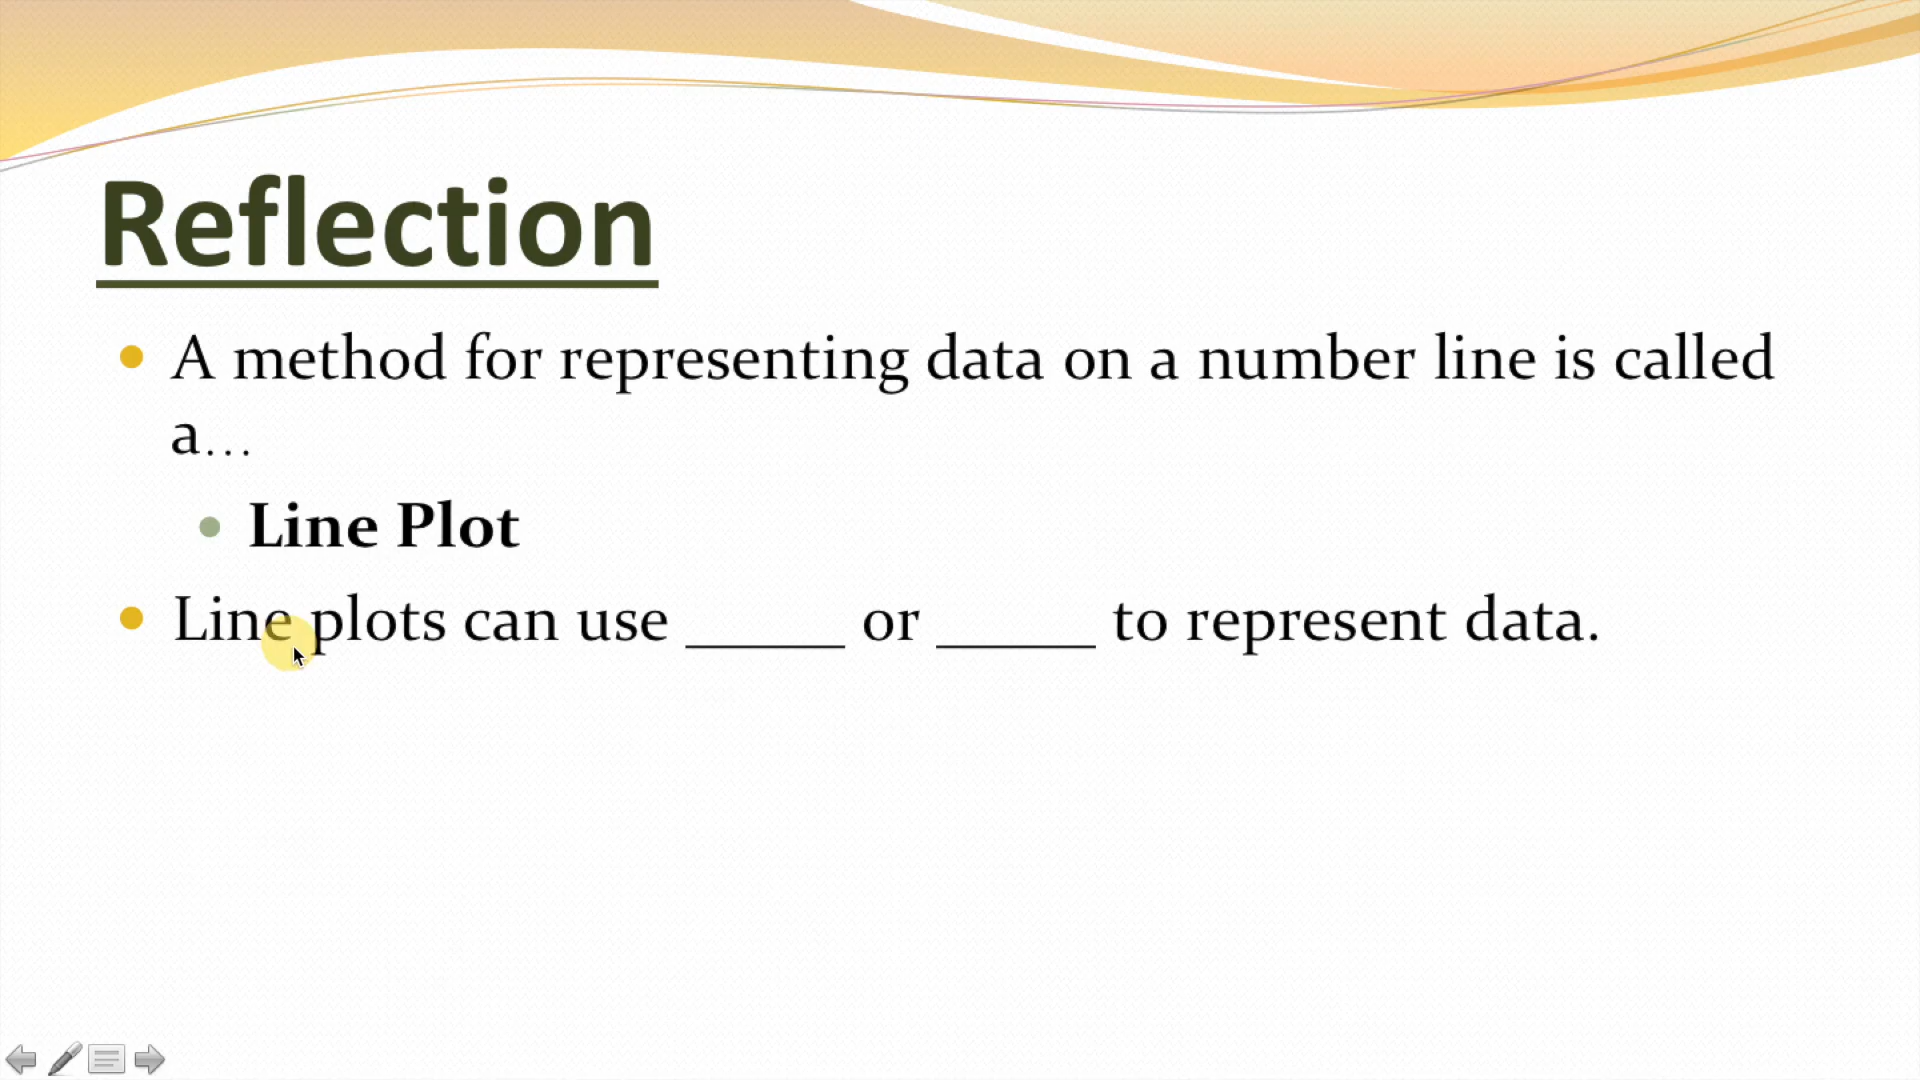 Reflection
A method for representing data on a number line is called
a...
Line Plot
Line plots can use ______ or ______ to represent data.